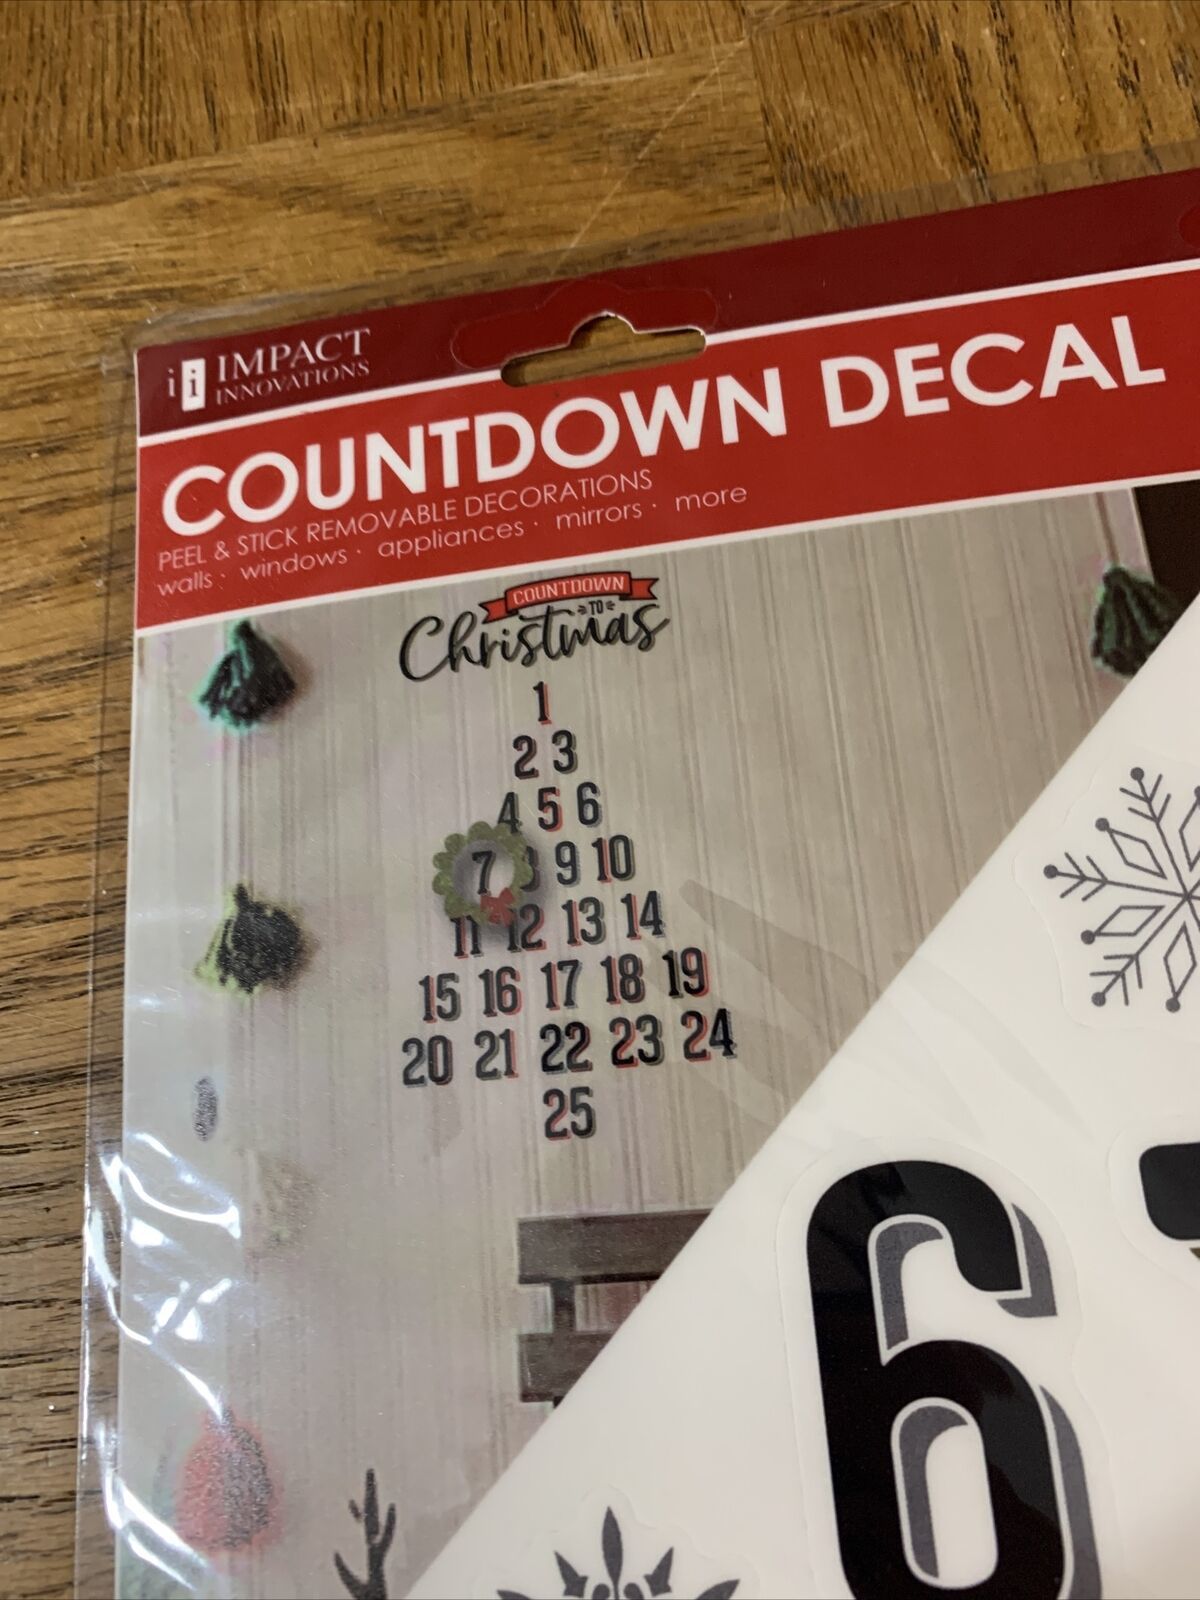 ii IMPACT
INNOVATIONS
COUNTDOWN DECAL
PEEL & STICK REMOVABLE DECORATIONS
walls · windows · appliances · mirrors · more
COUNTDOWN
TO
Christmas
1
2 3
4 5 6
7 8 9 10
11 12 13 14
15 16 17 18 19
20 21 22 23 24
25
6